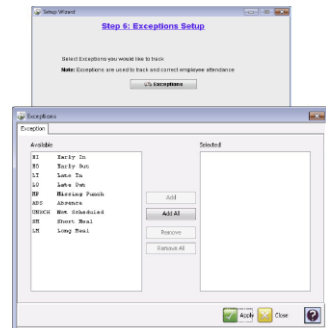 Setup Wizard
Step 6: Exceptions Setup
Select Exceptions you would like to track
Note: Exceptions are used to track and correct employee attendance
Exceptions
Exceptions
Exception
Available
Selected
EI Early In
EO Early Out
LI Late In
LO Late Out
MP Missing Punch
ABS Absence
UNSCH Not Scheduled
SM Short Meal
LM Long Meal
Add
Add All
Remove
Remove All
Apply
Close